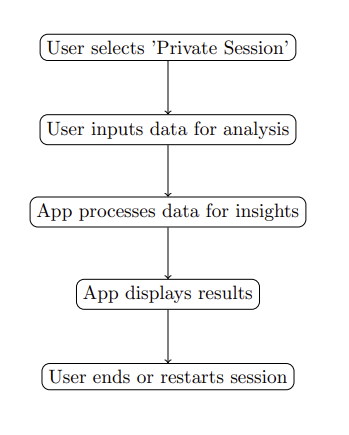 User selects ’Private Session’
User inputs data for analysis
App processes data for insights
App displays results
User ends or restarts session